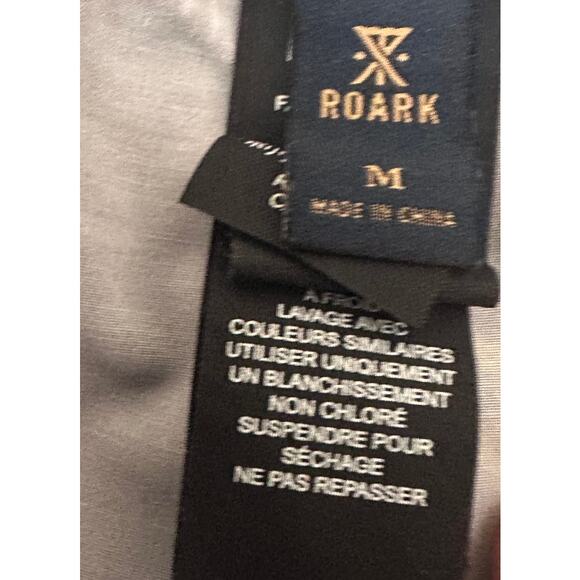 ROARK
M
MADE IN CHINA
À FROID
LAVAGE AVEC
COULEURS SIMILAIRES
UTILISER UNIQUEMENT
UN BLANCHISSEMENT
NON CHLORÉ
SUSPENDRE POUR
SÉCHAGE
NE PAS REPASSER